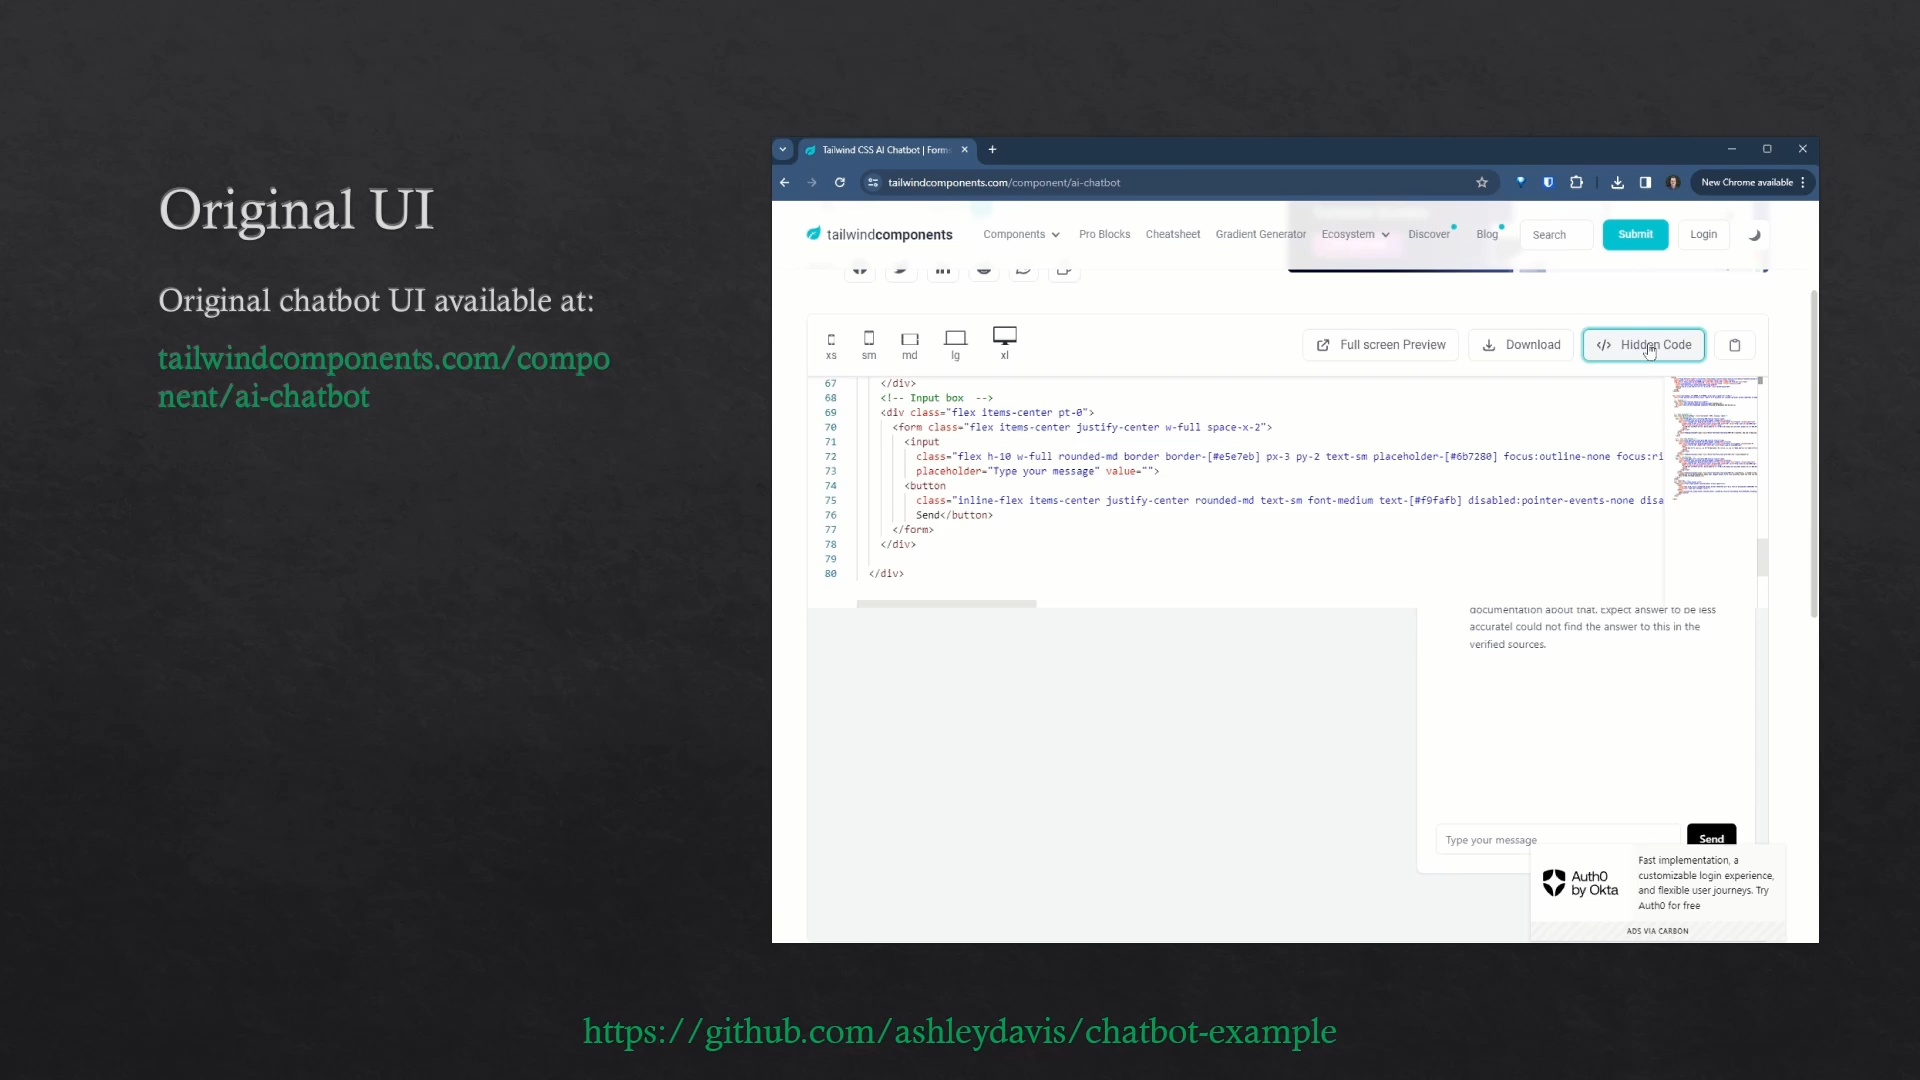 Original UI
Original chatbot UI available at:
tailwindcomponents.com/compo
nent/ai-chatbot
Tailwind CSS AI Chatbot | Form
tailwindcomponents.com/component/ai-chatbot
New Chrome available
tailwindcomponents
Components
Pro Blocks
Cheatsheet
Gradient Generator
Ecosystem
Discover
Blog
Search
Submit
Login
xs
sm
md
lg
xl
Full screen Preview
Download
Hidden Code
67 </div>
68 <!-- Input box -->
69 <div class="flex items-center pt-0">
70 <form class="flex items-center justify-center w-full space-x-2">
71 <input
72 class="flex h-10 w-full rounded-md border border-[#e5e7eb] px-3 py-2 text-sm placeholder-[#6b7280] focus:outline-none focus:ri
73 placeholder="Type your message" value="">
74 <button
75 class="inline-flex items-center justify-center rounded-md text-sm font-medium text-[#f9fafb] disabled:pointer-events-none disa
76 Send</button>
77 </form>
78 </div>
79
80 </div>
documentation about that. Expect answer to be less
accurateI could not find the answer to this in the
verified sources.
Type your message
Send
Auth0
by Okta
Fast implementation, a
customizable login experience,
and flexible user journeys. Try
Auth0 for free
ADS VIA CARBON
https://github.com/ashleydavis/chatbot-example